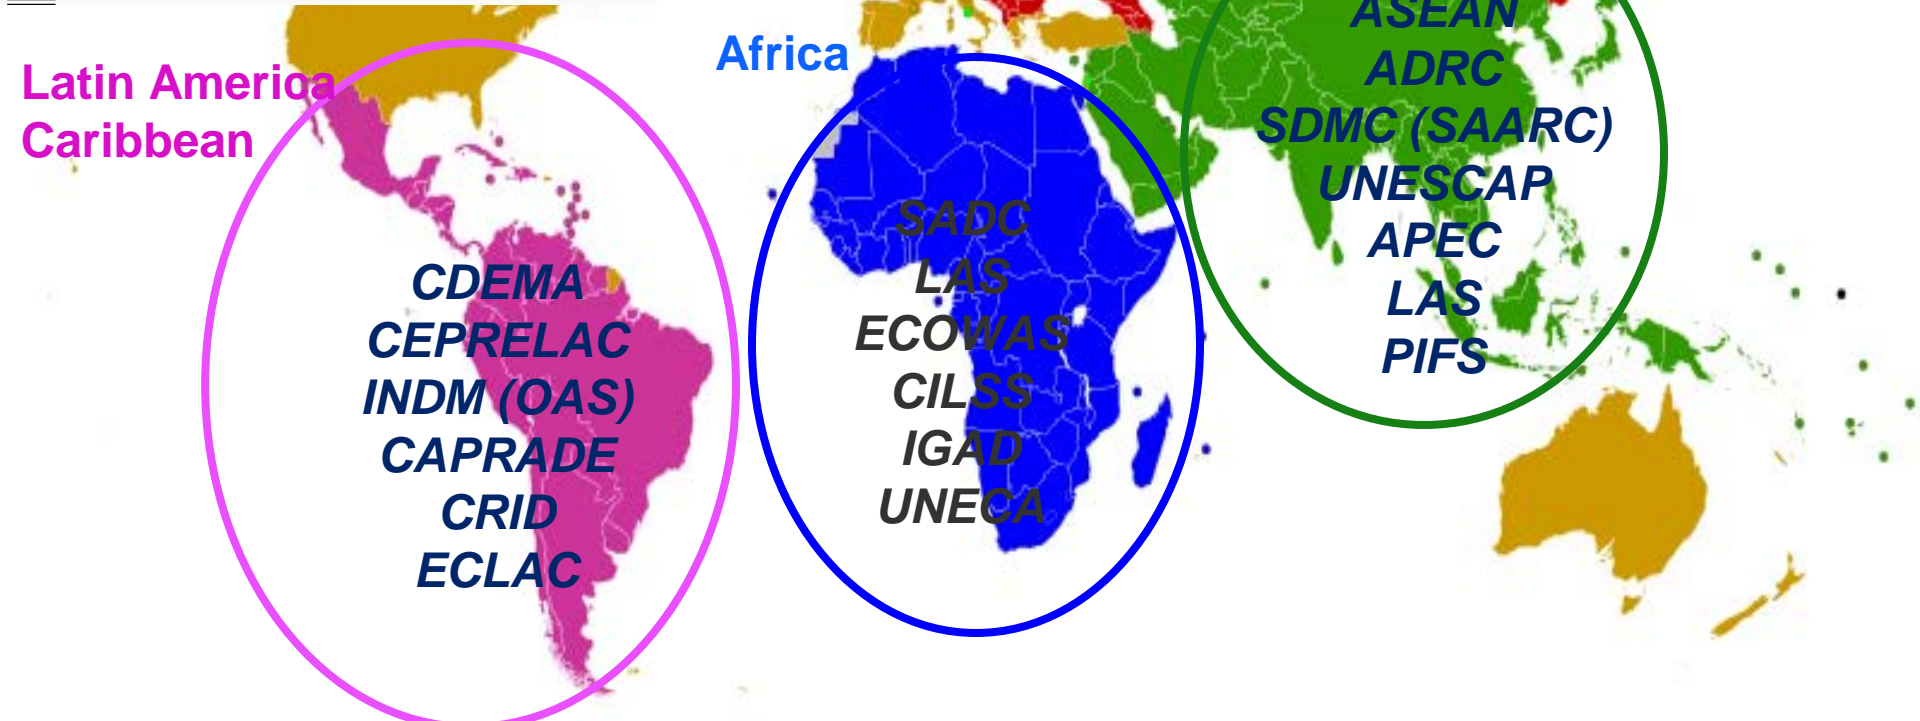 Latin America
Caribbean
CDEMA
CEPRELAC
INDM (OAS)
CAPRADE
CRID
ECLAC
Africa
SADC
LAS
ECOWAS
CILSS
IGAD
UNECA
ASEAN
ADRC
SDMC (SAARC)
UNESCAP
APEC
LAS
PIFS